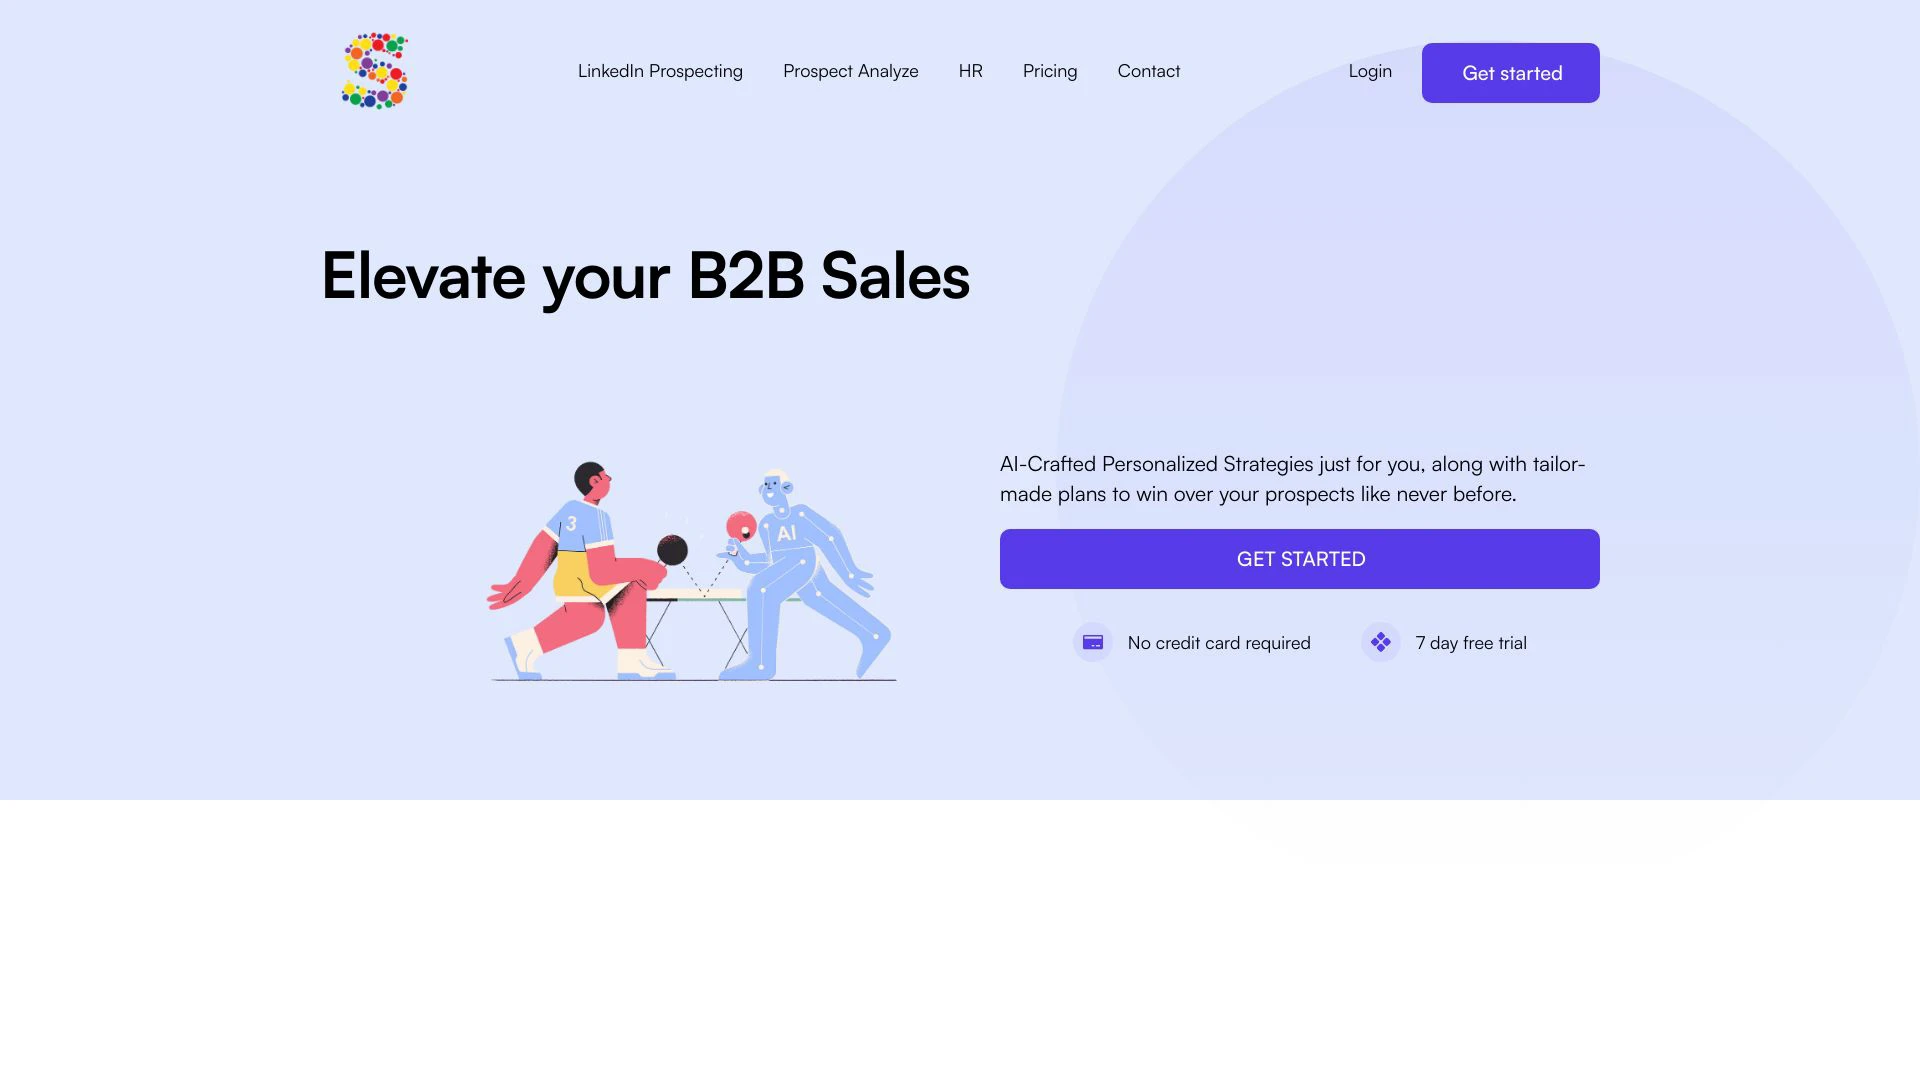 S
LinkedIn Prospecting
Prospect Analyze
HR
Pricing
Contact
Login
Get started
Elevate your B2B Sales
3
AI
AI-Crafted Personalized Strategies just for you, along with tailor-
made plans to win over your prospects like never before.
GET STARTED
No credit card required
7 day free trial